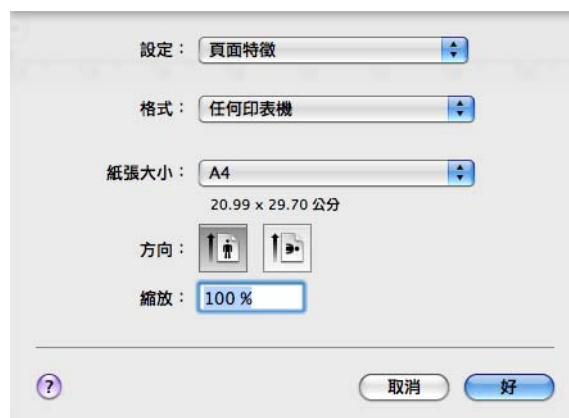 設定： 頁面特徵
格式： 任何印表機
紙張大小： A4
20.99 x 29.70 公分
方向：
縮放： 100 %
? 取消 好